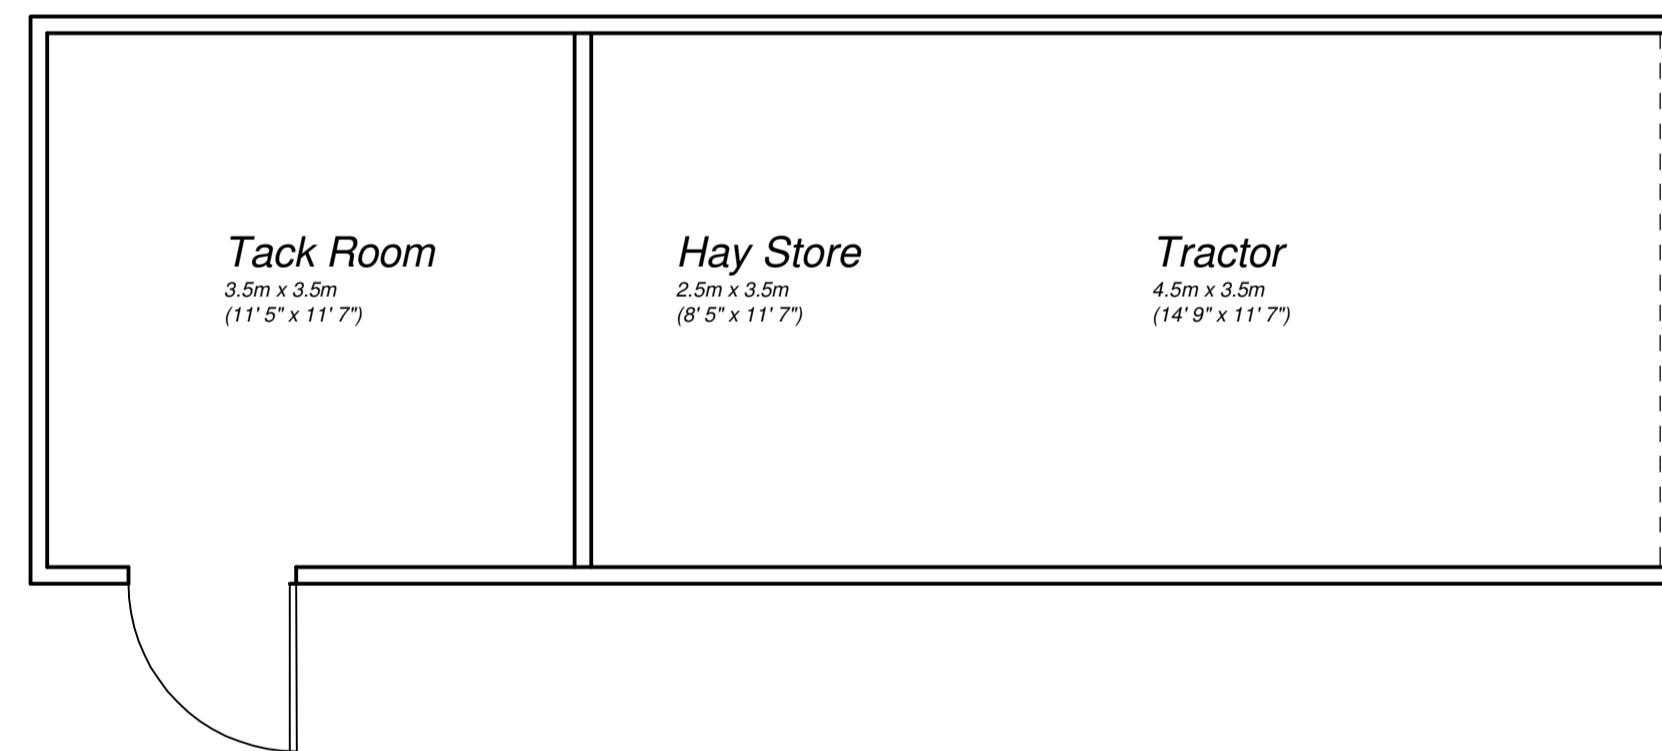 Tack Room
3.5m x 3.5m
(11' 5" x 11' 7")
Hay Store
2.5m x 3.5m
(8' 5" x 11' 7")
Tractor
4.5m x 3.5m
(14' 9" x 11' 7")